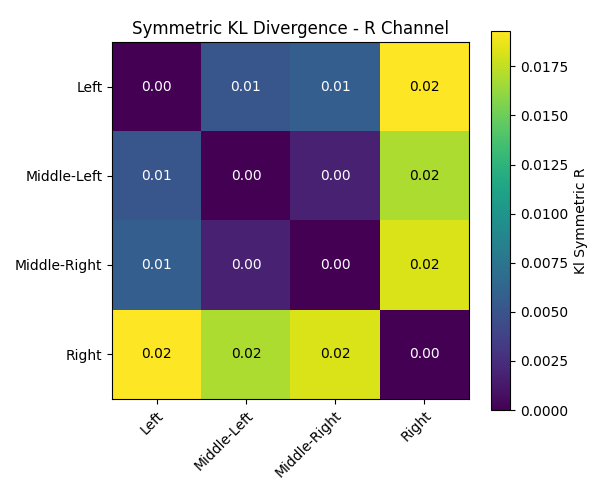 Symmetric KL Divergence - R Channel
Left
0.00 0.01 0.01 0.02
Middle-Left
0.01 0.00 0.00 0.02
Middle-Right
0.01 0.00 0.00 0.02
Right
0.02 0.02 0.02 0.00
Left
Middle-Left
Middle-Right
Right
0.0175
0.0150
0.0125
0.0100
0.0075
0.0050
0.0025
0.0000
Kl Symmetric R